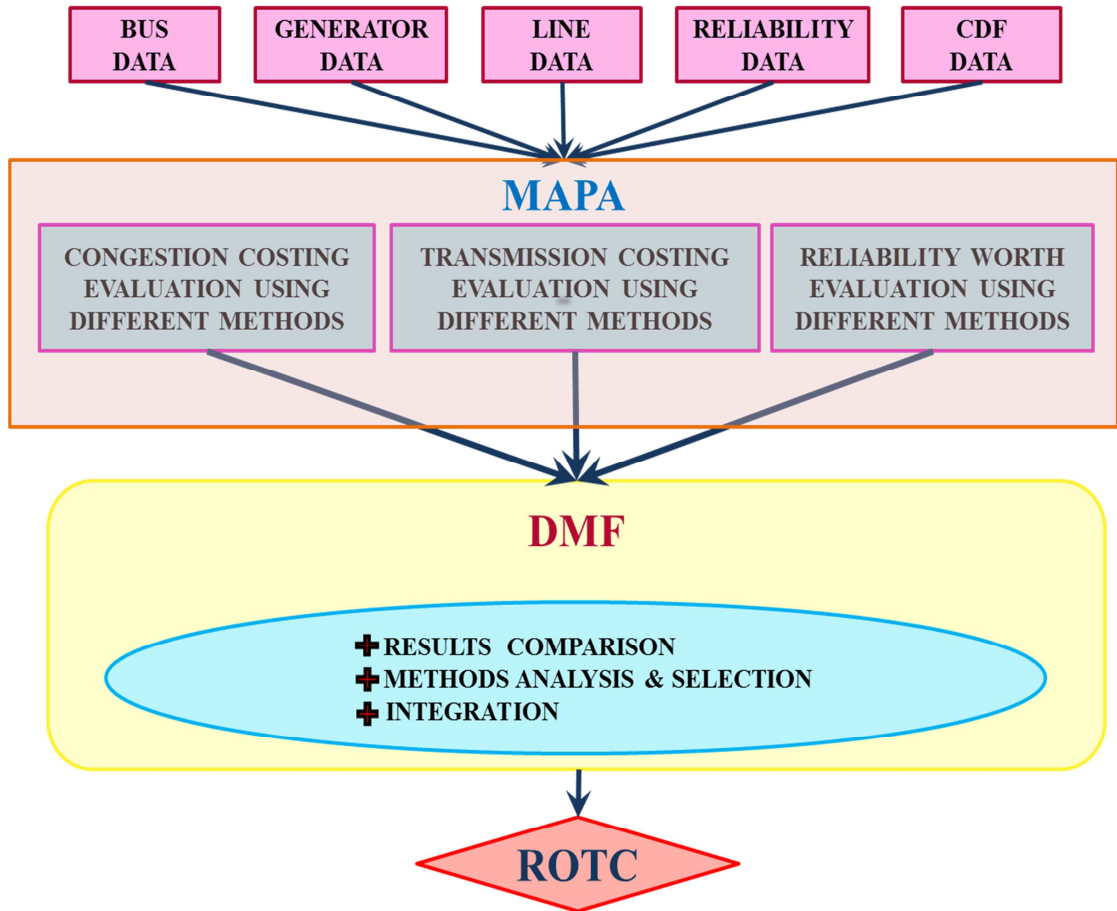 BUS
DATA
GENERATOR
DATA
LINE
DATA
RELIABILITY
DATA
CDF
DATA
MAPA
CONGESTION COSTING
EVALUATION USING
DIFFERENT METHODS
TRANSMISSION COSTING
EVALUATION USING
DIFFERENT METHODS
RELIABILITY WORTH
EVALUATION USING
DIFFERENT METHODS
DMF
RESULTS COMPARISON
METHODS ANALYSIS & SELECTION
INTEGRATION
ROTC